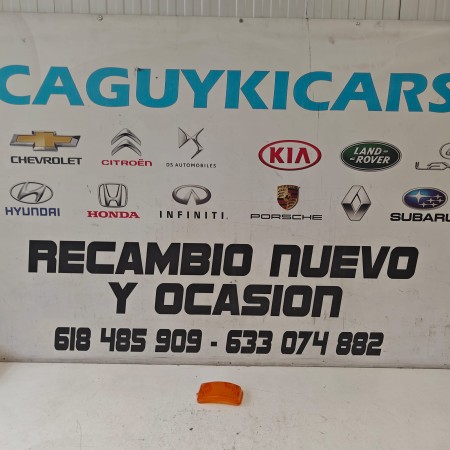 CAGUYKICARS
CHEVROLET CITROËN DS AUTOMOBILES KIA LAND-ROVER
HYUNDAI HONDA INFINITI PORSCHE SUBARU
RECAMBIO NUEVO
Y OCASION
618 485 909 - 633 074 882